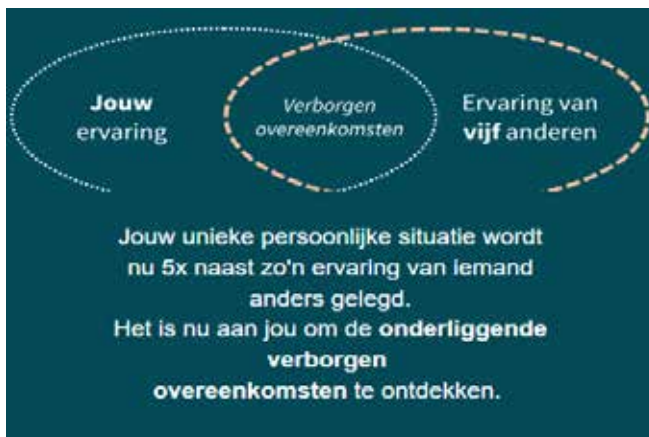 Jouw
ervaring
Verborgen
overeenkomsten
Ervaring van
vijf anderen
Jouw unieke persoonlijke situatie wordt
nu 5x naast zo'n ervaring van iemand
anders gelegd.
Het is nu aan jou om de onderliggende
verborgen
overeenkomsten te ontdekken.